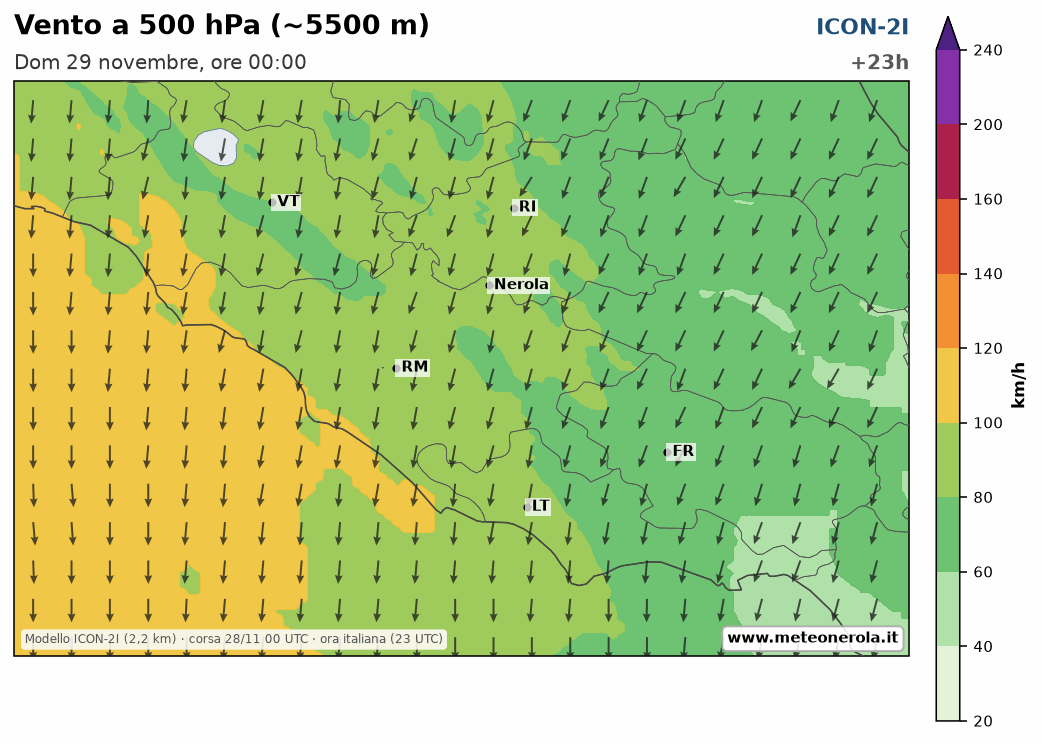 Vento a 500 hPa (~5500 m)
ICON-2I
Dom 29 novembre, ore 00:00
+23h
VT
RI
Nerola
RM
FR
LT
Modello ICON-2I (2,2 km) · corsa 28/11 00 UTC · ora italiana (23 UTC)
www.meteonerola.it
240
200
160
140
120
100
80
60
40
20
km/h